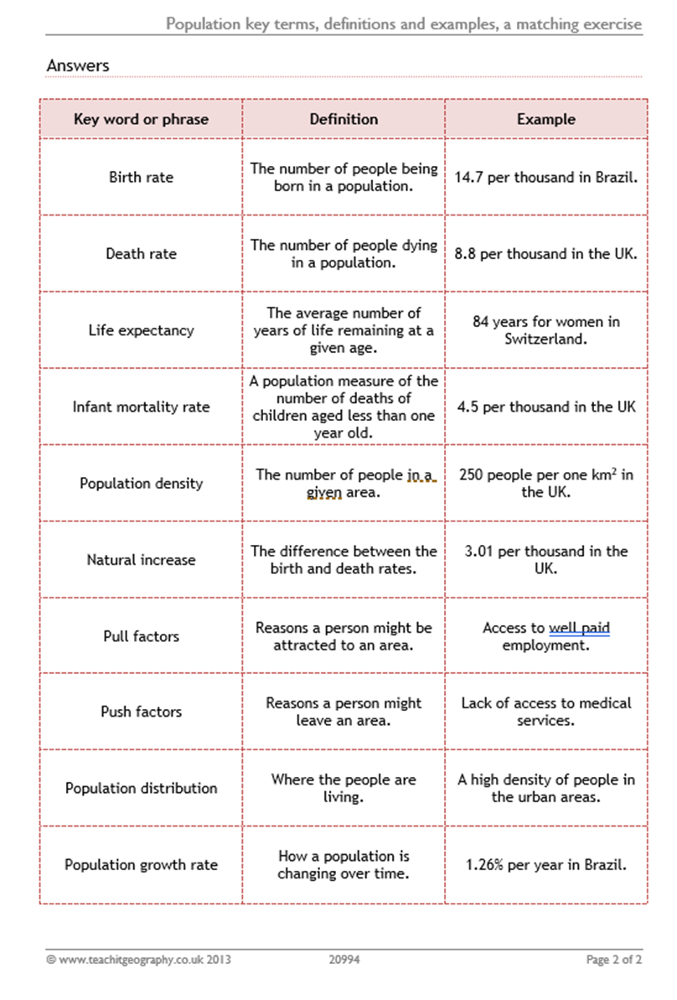 Population key terms, definitions and examples, a matching exercise
Answers
Key word or phrase
Definition
Example
Birth rate
The number of people being
born in a population.
14.7 per thousand in Brazil.
Death rate
The number of people dying
in a population.
8.8 per thousand in the UK.
Life expectancy
The average number of
years of life remaining at a
given age.
84 years for women in
Switzerland.
Infant mortality rate
A population measure of the
number of deaths of
children aged less than one
year old.
4.5 per thousand in the UK
Population density
The number of people in a
given area.
250 people per one km² in
the UK.
Natural increase
The difference between the
birth and death rates.
3.01 per thousand in the
UK.
Pull factors
Reasons a person might be
attracted to an area.
Access to well paid
employment.
Push factors
Reasons a person might
leave an area.
Lack of access to medical
services.
Population distribution
Where the people are
living.
A high density of people in
the urban areas.
Population growth rate
How a population is
changing over time.
1.26% per year in Brazil.
© www.teachitgeography.co.uk 2013
20994
Page 2 of 2